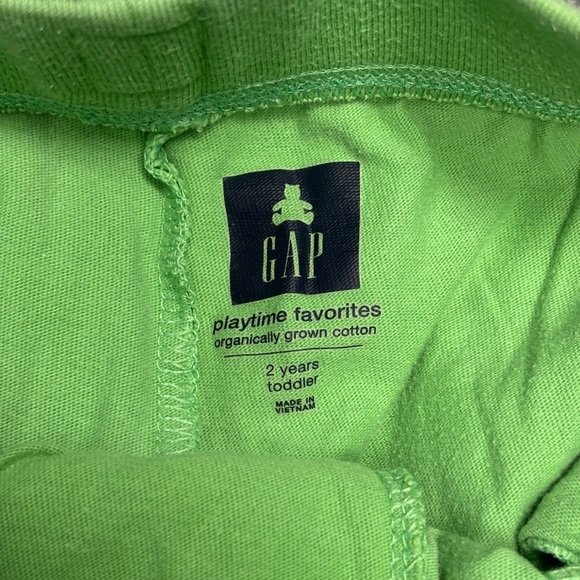 GAP
playtime favorites
organically grown cotton
2 years
toddler
MADE IN
VIETNAM